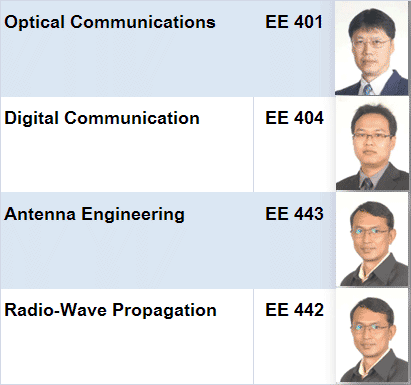 Optical Communications EE 401
Digital Communication EE 404
Antenna Engineering EE 443
Radio-Wave Propagation EE 442